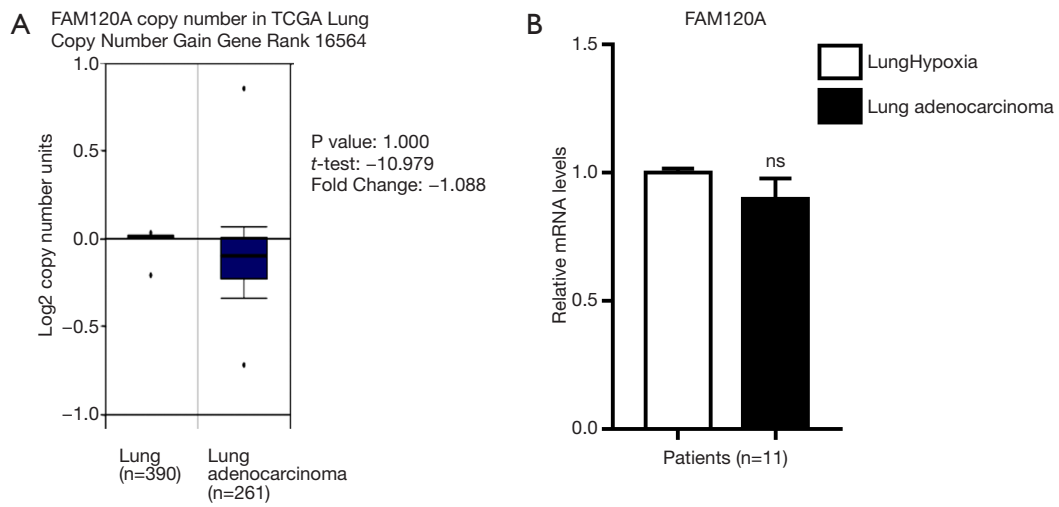 A
FAM120A copy number in TCGA Lung
Copy Number Gain Gene Rank 16564
Log2 copy number units
1.0
0.5
0.0
−0.5
−1.0
P value: 1.000
t-test: −10.979
Fold Change: −1.088
Lung
(n=390)
Lung
adenocarcinoma
(n=261)
B
FAM120A
Relative mRNA levels
1.5
1.0
0.5
0.0
ns
LungHypoxia
Lung adenocarcinoma
Patients (n=11)